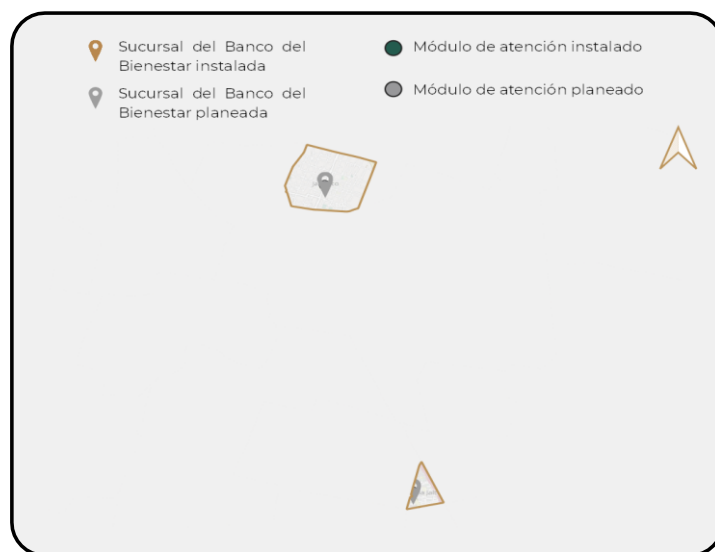 Sucursal del Banco del
Bienestar instalada
Sucursal del Banco del
Bienestar planeada
Módulo de atención instalado
Módulo de atención planeado